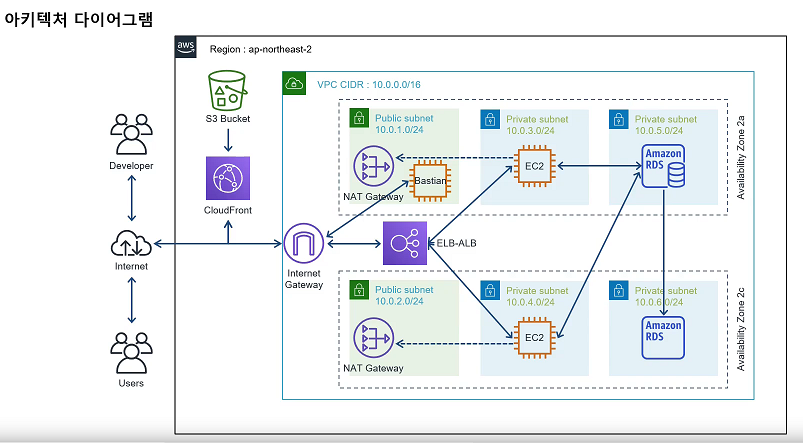 아키텍처 다이어그램
aws
Region : ap-northeast-2
S3 Bucket
VPC CIDR : 10.0.0.0/16
Public subnet
10.0.1.0/24
Private subnet
10.0.3.0/24
Private subnet
10.0.5.0/24
Availability Zone 2a
Developer
CloudFront
NAT Gateway
Bastian
EC2
Amazon
RDS
Internet
Internet
Gateway
ELB-ALB
Public subnet
10.0.2.0/24
Private subnet
10.0.4.0/24
Private subnet
10.0.6.0/24
Availability Zone 2c
Users
NAT Gateway
EC2
Amazon
RDS